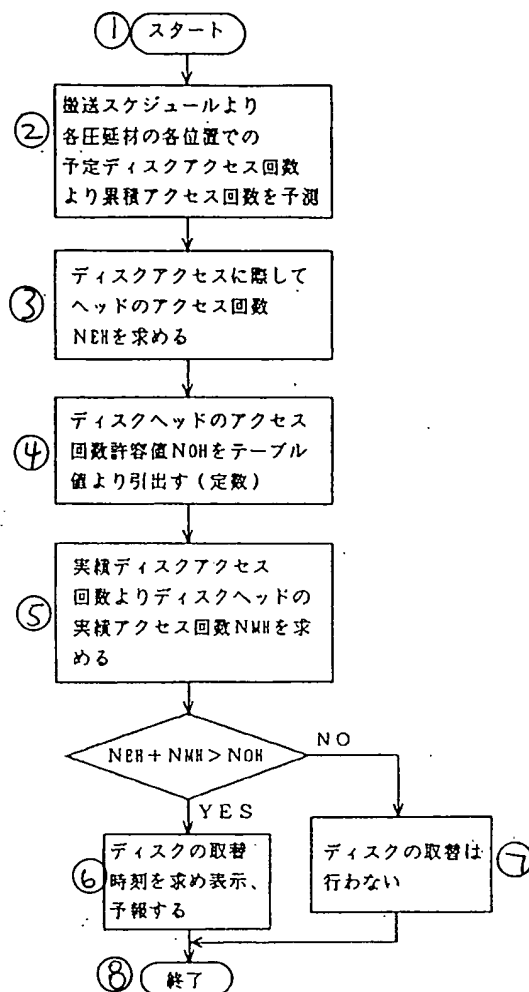 ① スタート
② 搬送スケジュールより
各圧延材の各位置での
予定ディスクアクセス回数
より累積アクセス回数を予測
③ ディスクアクセスに際して
ヘッドのアクセス回数
NEHを求める
④ ディスクヘッドのアクセス
回数許容値NOHをテーブル
値より引出す(定数)
⑤ 実績ディスクアクセス
回数よりディスクヘッドの
実績アクセス回数NMHを求
める
NEH+NMH>NOH
NO
YES
⑥ ディスクの取替
時刻を求め表示、
予報する
ディスクの取替は
行わない ⑦
⑧ 終了